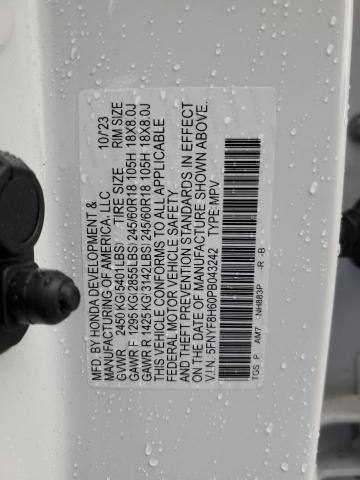 MFD. BY HONDA DEVELOPMENT & 10/'23
MANUFACTURING OF AMERICA, LLC
GVWR 2450 KG(5401LBS) TIRE SIZE RIM SIZE
GAWR F 1295 KG(2855LBS) 245/60R18 105H 18X8.0J
GAWR R 1425 KG(3142LBS) 245/60R18 105H 18X8.0J
THIS VEHICLE CONFORMS TO ALL APPLICABLE
FEDERAL MOTOR VEHICLE SAFETY
AND THEFT PREVENTION STANDARDS IN EFFECT
ON THE DATE OF MANUFACTURE SHOWN ABOVE.
V.I.N.: 5FNYF8H60PB043242 TYPE: MPV
TGS P AM7 -NH883P -R -B